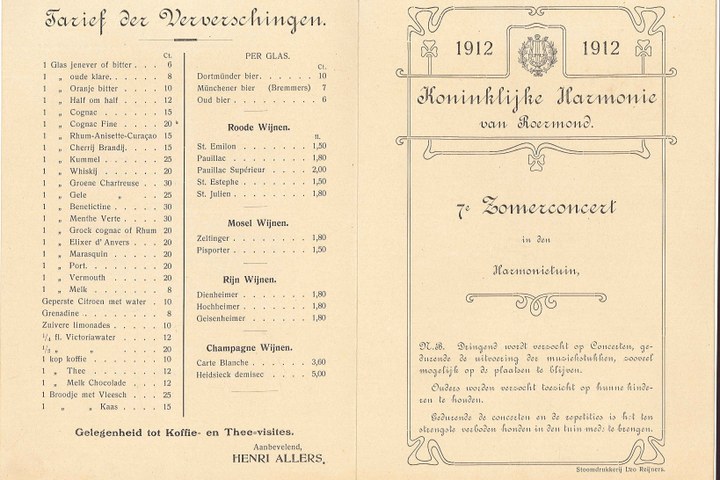 Tarief der Ververschingen.
Ct.
1 Glas jenever of bitter . . . 6
1 „ oude klare. . . . . 8
1 „ Oranje bitter . . . . 10
1 „ Half om half . . . . 12
1 „ Cognac . . . . . . 15
1 „ Cognac Fine . . . . 20
1 „ Rhum-Anisette-Curaçao 15
1 „ Cherrij Brandij. . . . 15
1 „ Kummel . . . . . 25
1 „ Whiskij . . . . . 20
1 „ Groene Chartreuse . . 30
1 „ Gele „ . . 25
1 „ Benetictine . . . . 30
1 „ Menthe Verte . . . . 30
1 „ Grock cognac of Rhum 20
1 „ Elixer d' Anvers . . . 20
1 „ Marasquin . . . . 20
1 „ Port. . . . . . . 20
1 „ Vermouth . . . . . 20
1 „ Melk . . . . . . 8
Geperste Citroen met water . 10
Grenadine . . . . . . . 8
Zuivere limonades . . . . 10
1/4 fl. Victoriawater . . . . 12
1/2 „ „ . . . . 20
1 kop koffie . . . . . . 10
1 „ Thee . . . . . . 12
1 „ Melk Chocolade . . . 12
1 Broodje met Vleesch . . . 25
1 „ „ Kaas . . . 15
PER GLAS.
Ct.
Dortmünder bier. . . . . . 10
Münchener bier (Bremmers) 7
Oud bier . . . . . . . . 6
Roode Wijnen.
fl.
St. Emilon . . . . . . . 1,50
Pauillac . . . . . . . . 1,80
Pauillac Supérieur . . . . 2,00
St. Estephe . . . . . . . 1,50
St. Julien . . . . . . . . 1,80
Mosel Wijnen.
Zeltinger . . . . . . . . 1,80
Pisporter . . . . . . . . 1,50
Rijn Wijnen.
Dienheimer . . . . . . . 1,80
Hochheimer . . . . . . . 1,80
Geisenheimer . . . . . . 1,80
Champagne Wijnen.
Carte Blanche . . . . . . 3,60
Heidsieck demisec . . . . 5,00
Gelegenheid tot Koffie- en Thee-visites.
Aanbevelend,
HENRI ALLERS.
1912 1912
Koninklijke Harmonie
van Roermond.
7e Zomerconcert
in den
Harmonietuin,
N.B. Dringend wordt verzocht op Concerten, ge-
durende de uitvoering der muziekstukken, zooveel
mogelijk op de plaatsen te blijven.
Ouders worden verzocht toezicht op hunne kinde-
ren te houden.
Gedurende de concerten en de repetities is het ten
strengste verboden honden in den tuin mede te brengen.
Steendrukkerij Leo Reijners.